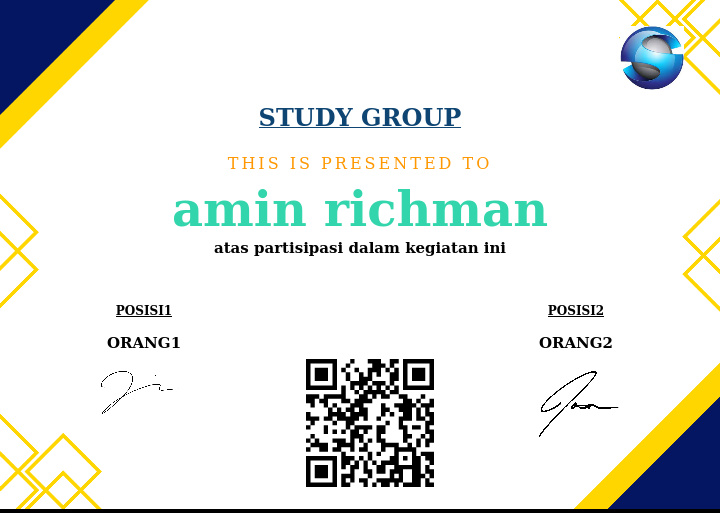 STUDY GROUP
THIS IS PRESENTED TO
amin richman
atas partisipasi dalam kegiatan ini
POSISI1
POSISI2
ORANG1
ORANG2